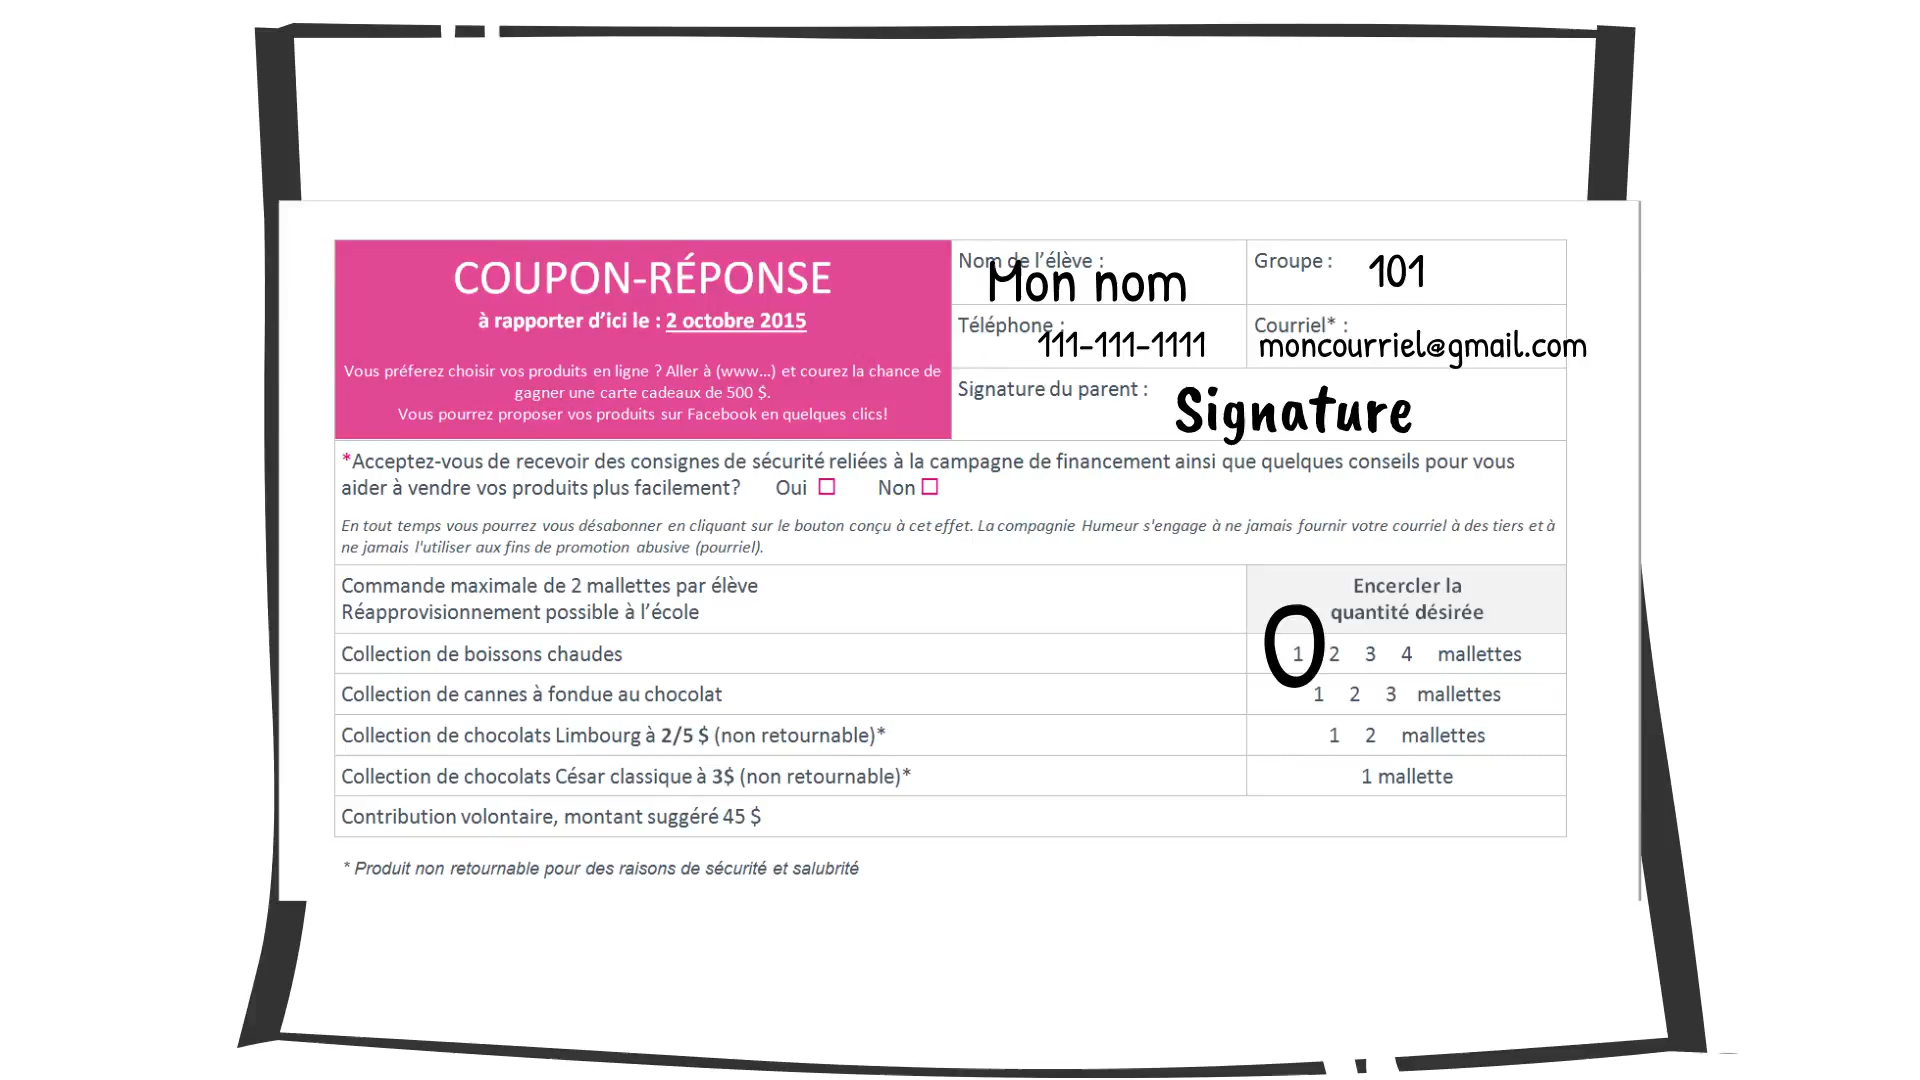 COUPON-RÉPONSE
à rapporter d’ici le : 2 octobre 2015
Vous préferez choisir vos produits en ligne ? Aller à (www...) et courez la chance de
gagner une carte cadeaux de 500 $.
Vous pourrez proposer vos produits sur Facebook en quelques clics!
Nom de l’élève :
Mon nom
Groupe : 101
Téléphone :
111-111-1111
Courriel* :
moncourriel@gmail.com
Signature du parent :
Signature
*Acceptez-vous de recevoir des consignes de sécurité reliées à la campagne de financement ainsi que quelques conseils pour vous
aider à vendre vos produits plus facilement? Oui ☐ Non ☐
En tout temps vous pourrez vous désabonner en cliquant sur le bouton conçu à cet effet. La compagnie Humeur s'engage à ne jamais fournir votre courriel à des tiers et à
ne jamais l'utiliser aux fins de promotion abusive (pourriel).
Commande maximale de 2 mallettes par élève
Réapprovisionnement possible à l’école
Encercler la
quantité désirée
Collection de boissons chaudes 1 2 3 4 mallettes
Collection de cannes à fondue au chocolat 1 2 3 mallettes
Collection de chocolats Limbourg à 2/5 $ (non retournable)* 1 2 mallettes
Collection de chocolats César classique à 3$ (non retournable)* 1 mallette
Contribution volontaire, montant suggéré 45 $
* Produit non retournable pour des raisons de sécurité et salubrité